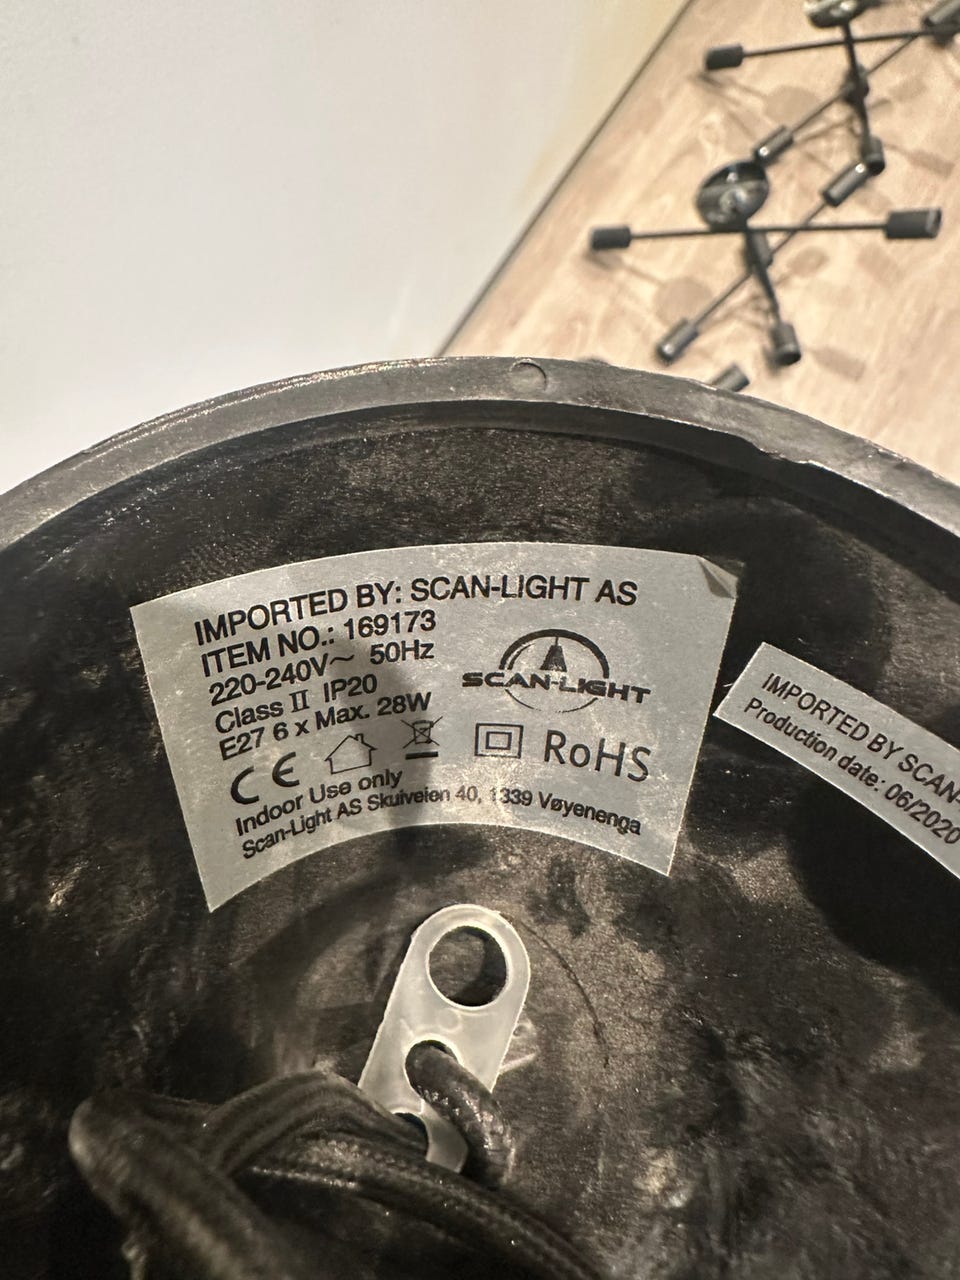 IMPORTED BY: SCAN-LIGHT AS
ITEM NO.: 169173
220-240V~ 50Hz
Class II IP20
E27 6 x Max. 28W
SCAN-LIGHT
CE
RoHS
Indoor Use only
Scan-Light AS Skuiveien 40, 1339 Vøyenenga
IMPORTED BY SCAN-
Production date: 06/2020